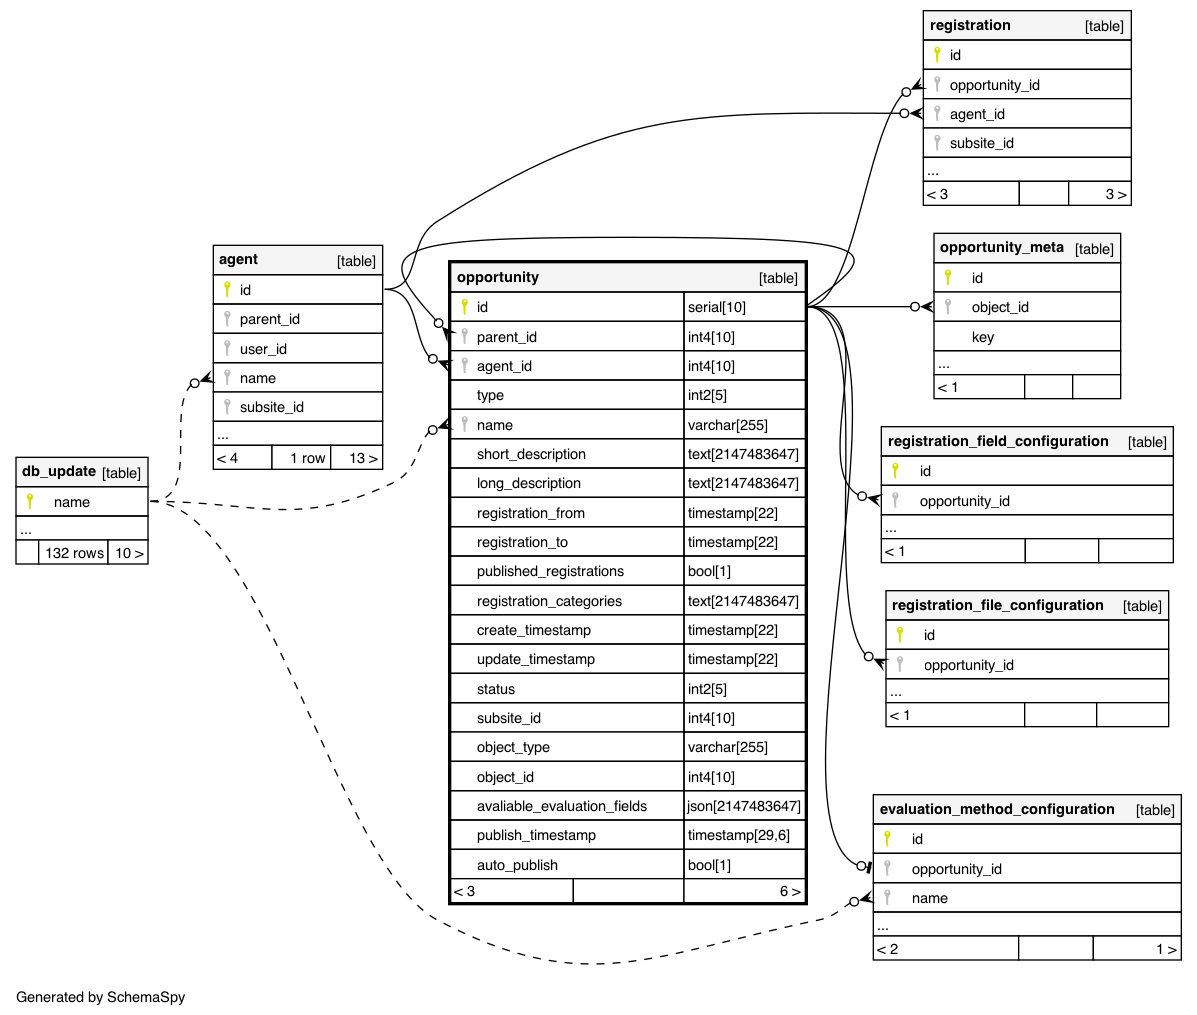 registration [table]
id
opportunity_id
agent_id
subsite_id
...
< 3 3 >
opportunity_meta [table]
id
object_id
key
...
< 1
agent [table]
id
parent_id
user_id
name
subsite_id
...
< 4 1 row 13 >
opportunity [table]
id serial[10]
parent_id int4[10]
agent_id int4[10]
type int2[5]
name varchar[255]
short_description text[2147483647]
long_description text[2147483647]
registration_from timestamp[22]
registration_to timestamp[22]
published_registrations bool[1]
registration_categories text[2147483647]
create_timestamp timestamp[22]
update_timestamp timestamp[22]
status int2[5]
subsite_id int4[10]
object_type varchar[255]
object_id int4[10]
avaliable_evaluation_fields json[2147483647]
publish_timestamp timestamp[29,6]
auto_publish bool[1]
< 3 6 >
db_update [table]
name
...
132 rows 10 >
registration_field_configuration [table]
id
opportunity_id
...
< 1
registration_file_configuration [table]
id
opportunity_id
...
< 1
evaluation_method_configuration [table]
id
opportunity_id
name
...
< 2 1 >
Generated by SchemaSpy